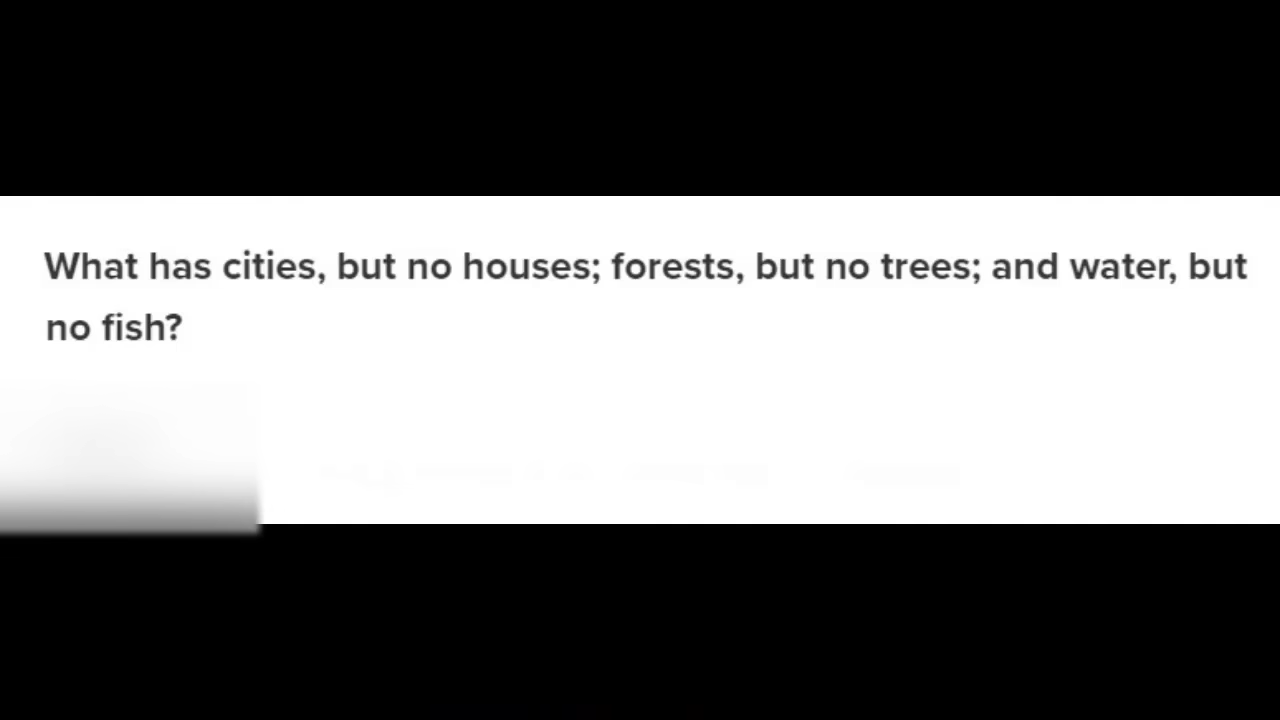 What has cities, but no houses; forests, but no trees; and water, but
no fish?